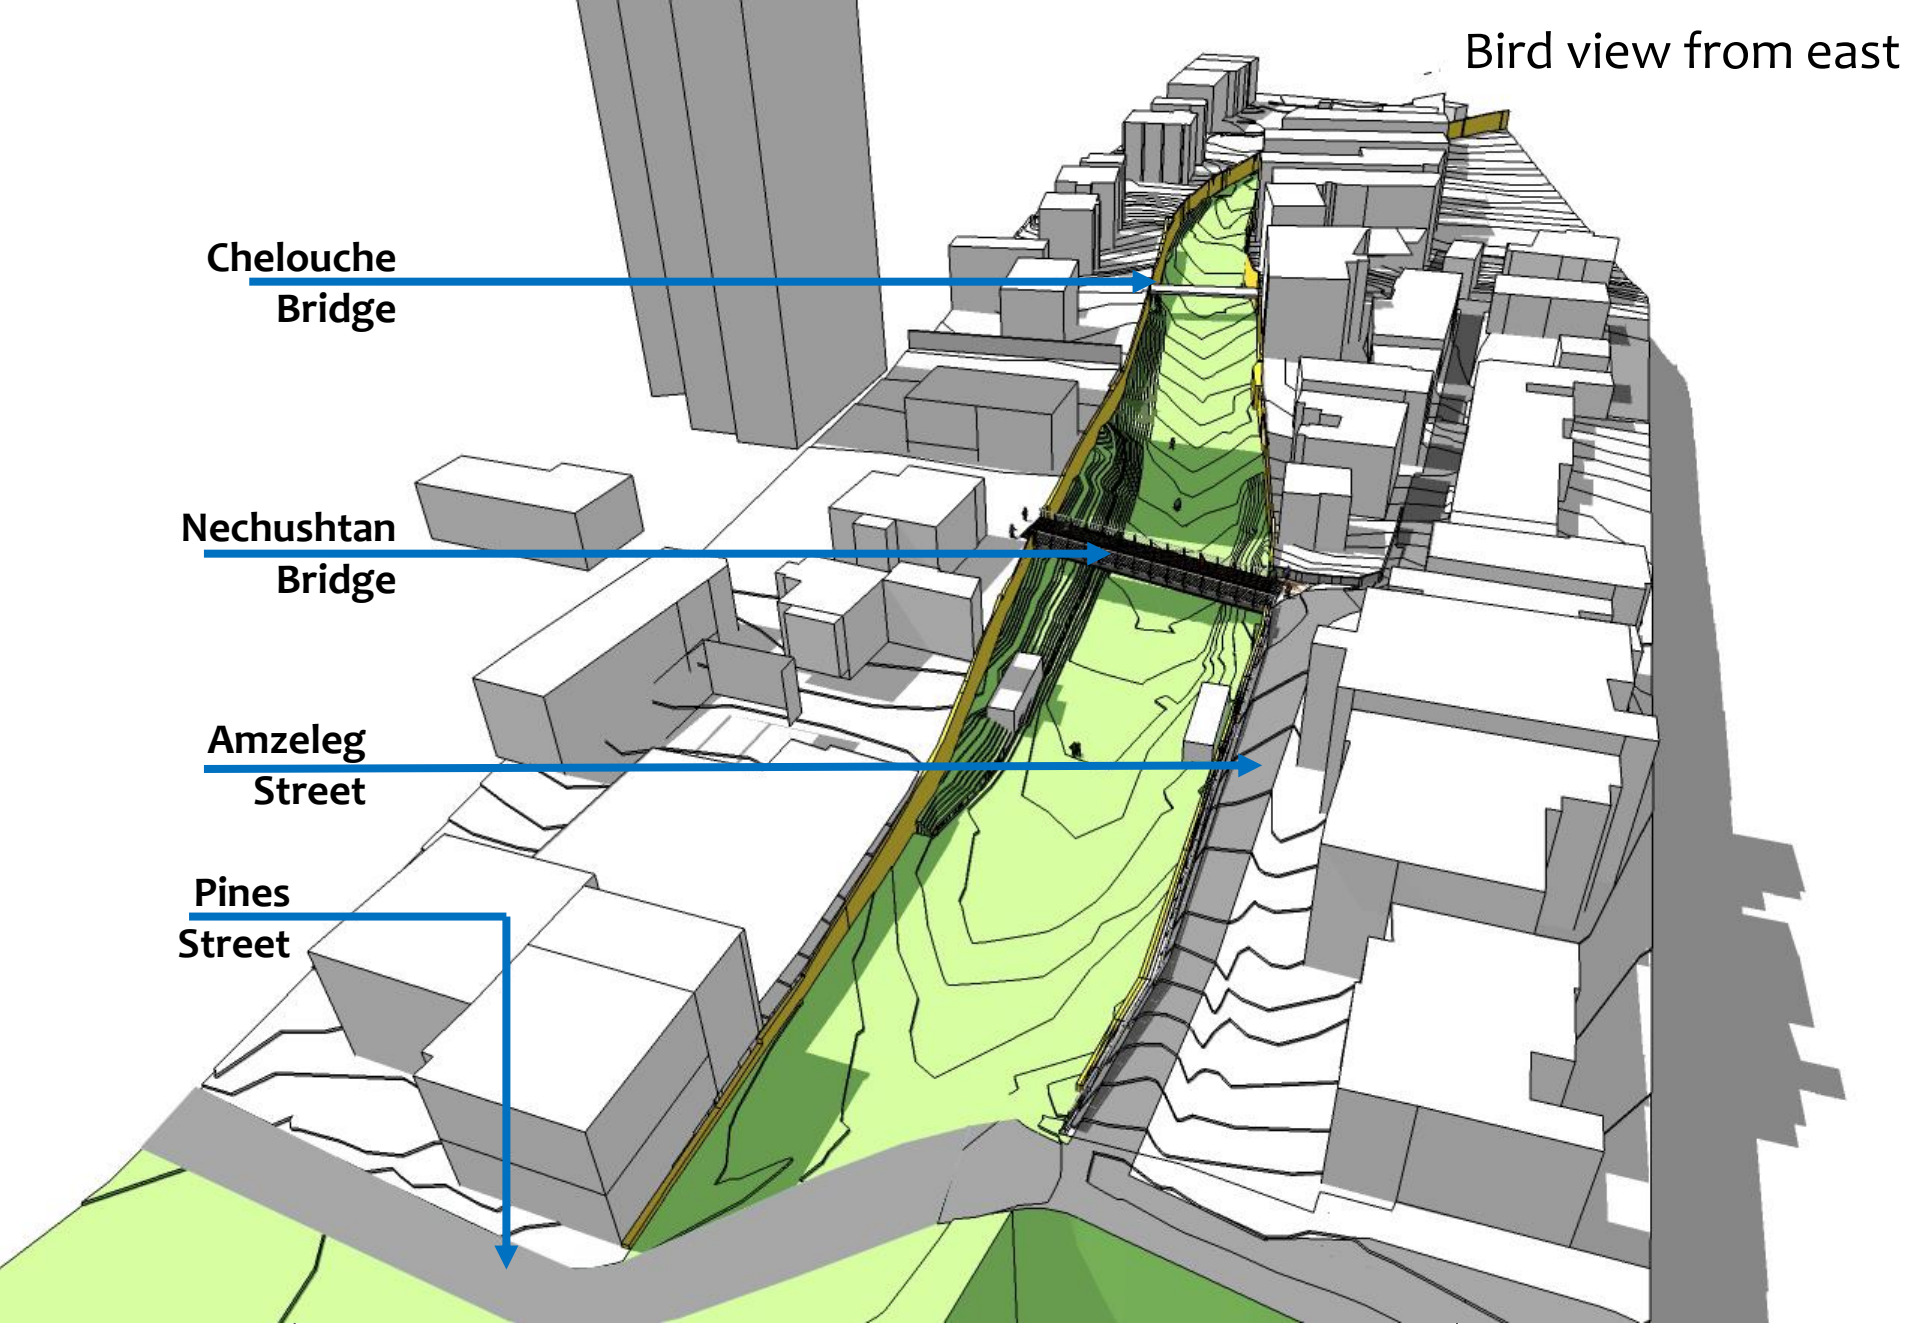 Bird view from east
Chelouche
Bridge
Nechushtan
Bridge
Amzeleg
Street
Pines
Street